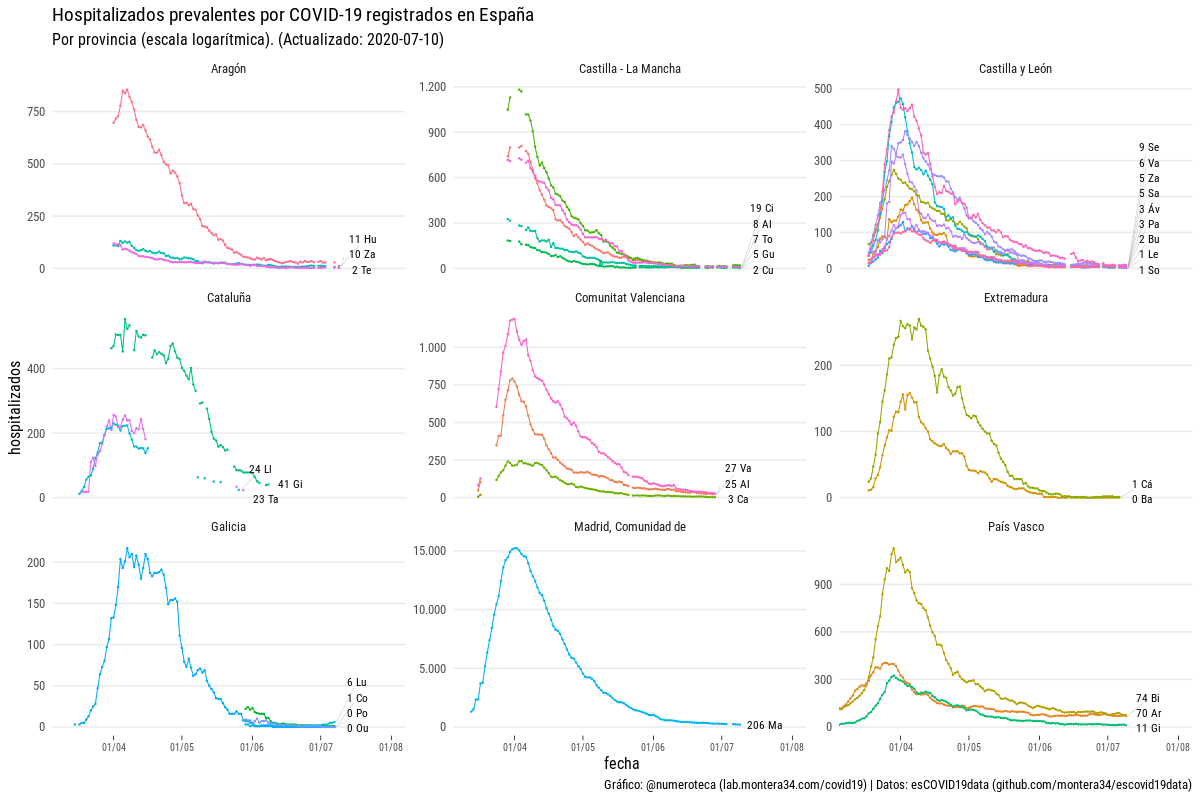 Hospitalizados prevalentes por COVID-19 registrados en España
Por provincia (escala logarítmica). (Actualizado: 2020-07-10)
Aragón
750
500
250
0
11 Hu
10 Za
2 Te
Castilla - La Mancha
1.200
900
600
300
0
19 Ci
8 Al
7 To
5 Gu
2 Cu
Castilla y León
500
400
300
200
100
0
9 Se
6 Va
5 Za
5 Sa
3 Áv
3 Pa
2 Bu
1 Le
1 So
Cataluña
400
200
0
24 Ll
41 Gi
23 Ta
Comunitat Valenciana
1.000
750
500
250
0
27 Va
25 Al
3 Ca
Extremadura
200
100
0
1 Cá
0 Ba
Galicia
200
150
100
50
0
6 Lu
1 Co
0 Po
0 Ou
01/04 01/05 01/06 01/07 01/08
Madrid, Comunidad de
15.000
10.000
5.000
0
206 Ma
01/04 01/05 01/06 01/07 01/08
País Vasco
900
600
300
0
74 Bi
70 Ar
11 Gi
01/04 01/05 01/06 01/07 01/08
hospitalizados
fecha
Gráfico: @numeroteca (lab.montera34.com/covid19) | Datos: esCOVID19data (github.com/montera34/escovid19data)